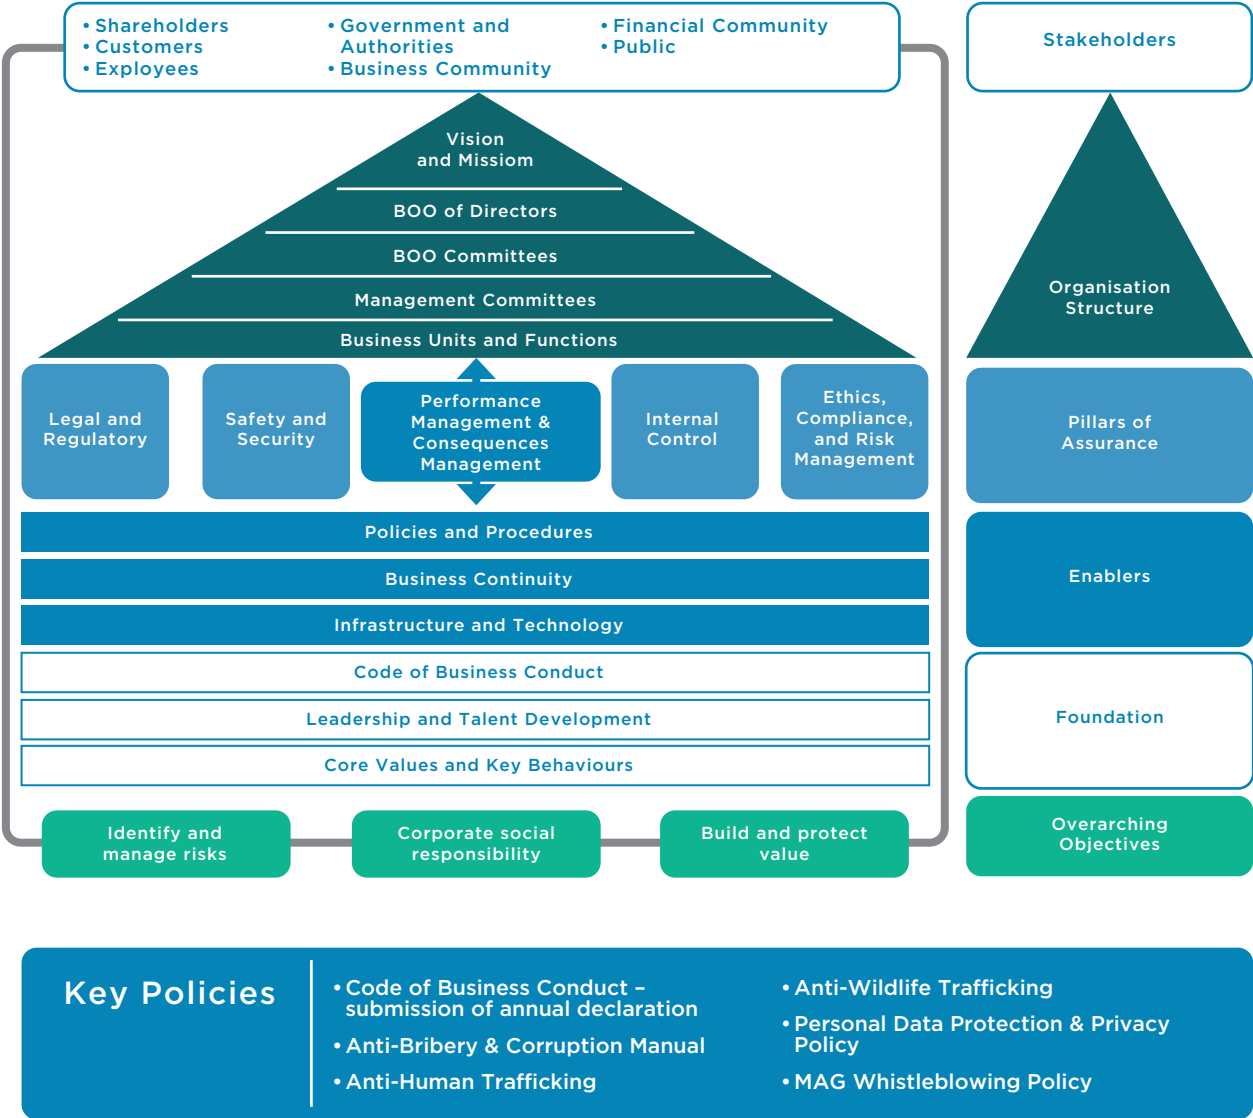 • Shareholders
• Customers
• Exployees
• Government and
Authorities
• Business Community
• Financial Community
• Public
Stakeholders
Vision
and Missiom
BOO of Directors
BOO Committees
Management Committees
Business Units and Functions
Organisation
Structure
Legal and
Regulatory
Safety and
Security
Performance
Management &
Consequences
Management
Internal
Control
Ethics,
Compliance,
and Risk
Management
Pillars of
Assurance
Policies and Procedures
Business Continuity
Infrastructure and Technology
Enablers
Code of Business Conduct
Leadership and Talent Development
Core Values and Key Behaviours
Foundation
Identify and
manage risks
Corporate social
responsibility
Build and protect
value
Overarching
Objectives
Key Policies
• Code of Business Conduct –
submission of annual declaration
• Anti-Bribery & Corruption Manual
• Anti-Human Trafficking
• Anti-Wildlife Trafficking
• Personal Data Protection & Privacy
Policy
• MAG Whistleblowing Policy